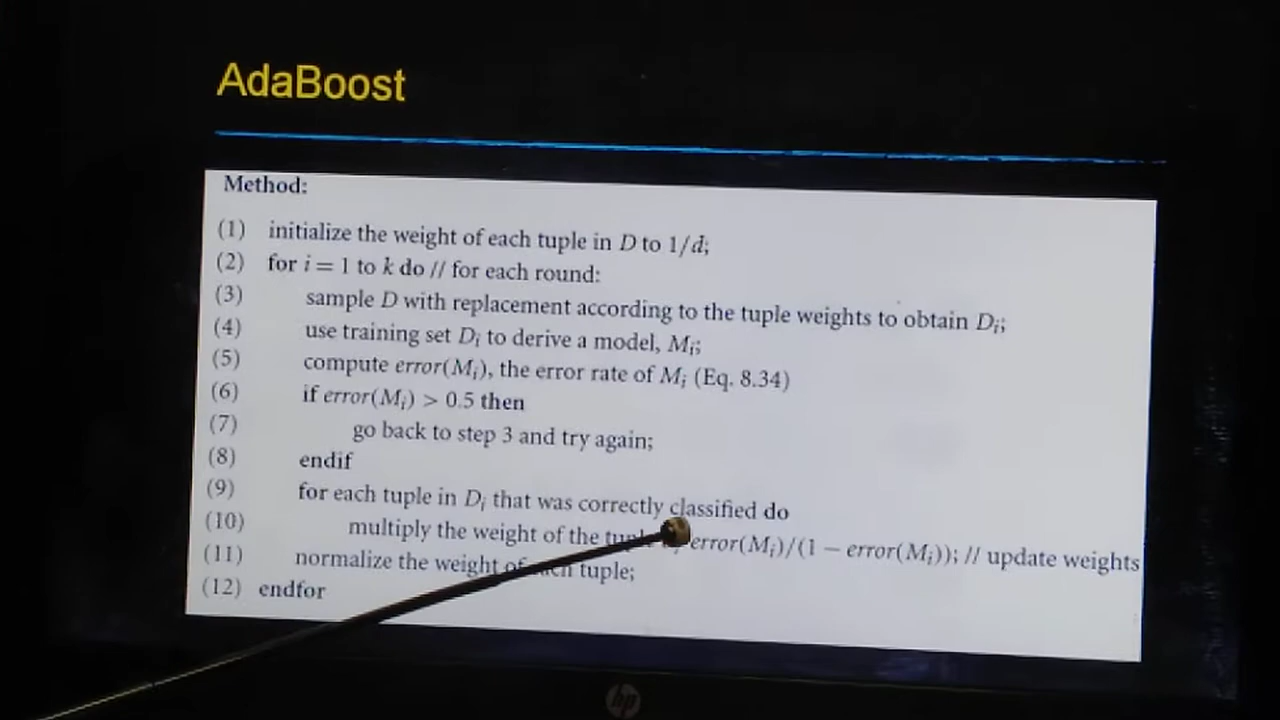 AdaBoost
Method:
(1) initialize the weight of each tuple in D to 1/d;
(2) for i = 1 to k do // for each round:
(3) sample D with replacement according to the tuple weights to obtain Di;
(4) use training set Di to derive a model, Mi;
(5) compute error(Mi), the error rate of Mi (Eq. 8.34)
(6) if error(Mi) > 0.5 then
(7) go back to step 3 and try again;
(8) endif
(9) for each tuple in Di that was correctly classified do
(10) multiply the weight of the error(Mi)/(1 − error(Mi)); // update weights
(11) normalize the weight of tuple;
(12) endfor
hp